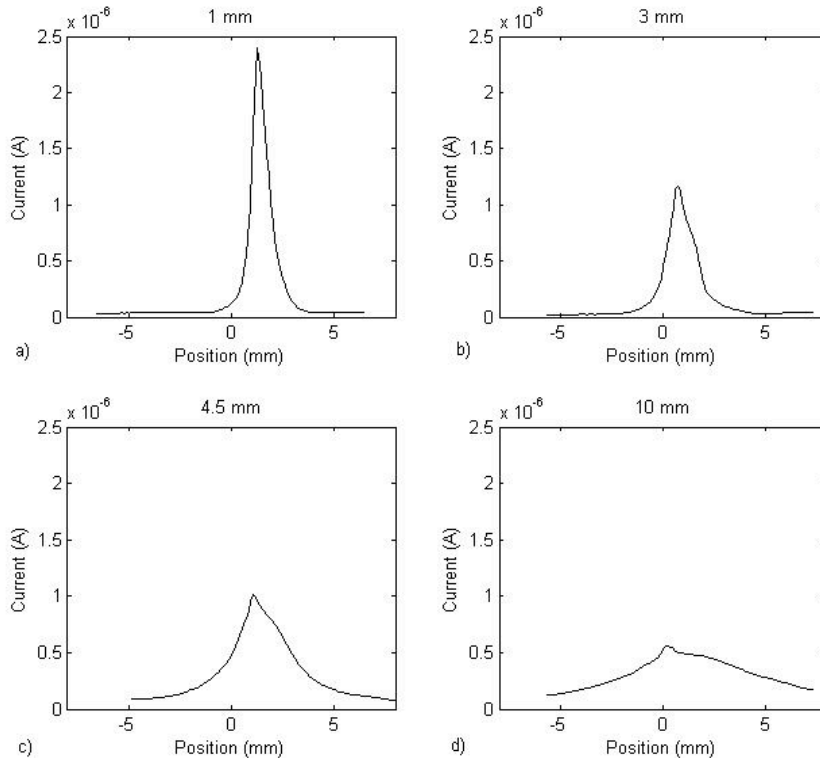 1 mm
x 10^-6
2.5
2
1.5
1
0.5
0
-5 0 5
Current (A)
Position (mm)
a)
3 mm
x 10^-6
2.5
2
1.5
1
0.5
0
-5 0 5
Current (A)
Position (mm)
b)
4.5 mm
x 10^-6
2.5
2
1.5
1
0.5
0
-5 0 5
Current (A)
Position (mm)
c)
10 mm
x 10^-6
2.5
2
1.5
1
0.5
0
-5 0 5
Current (A)
Position (mm)
d)